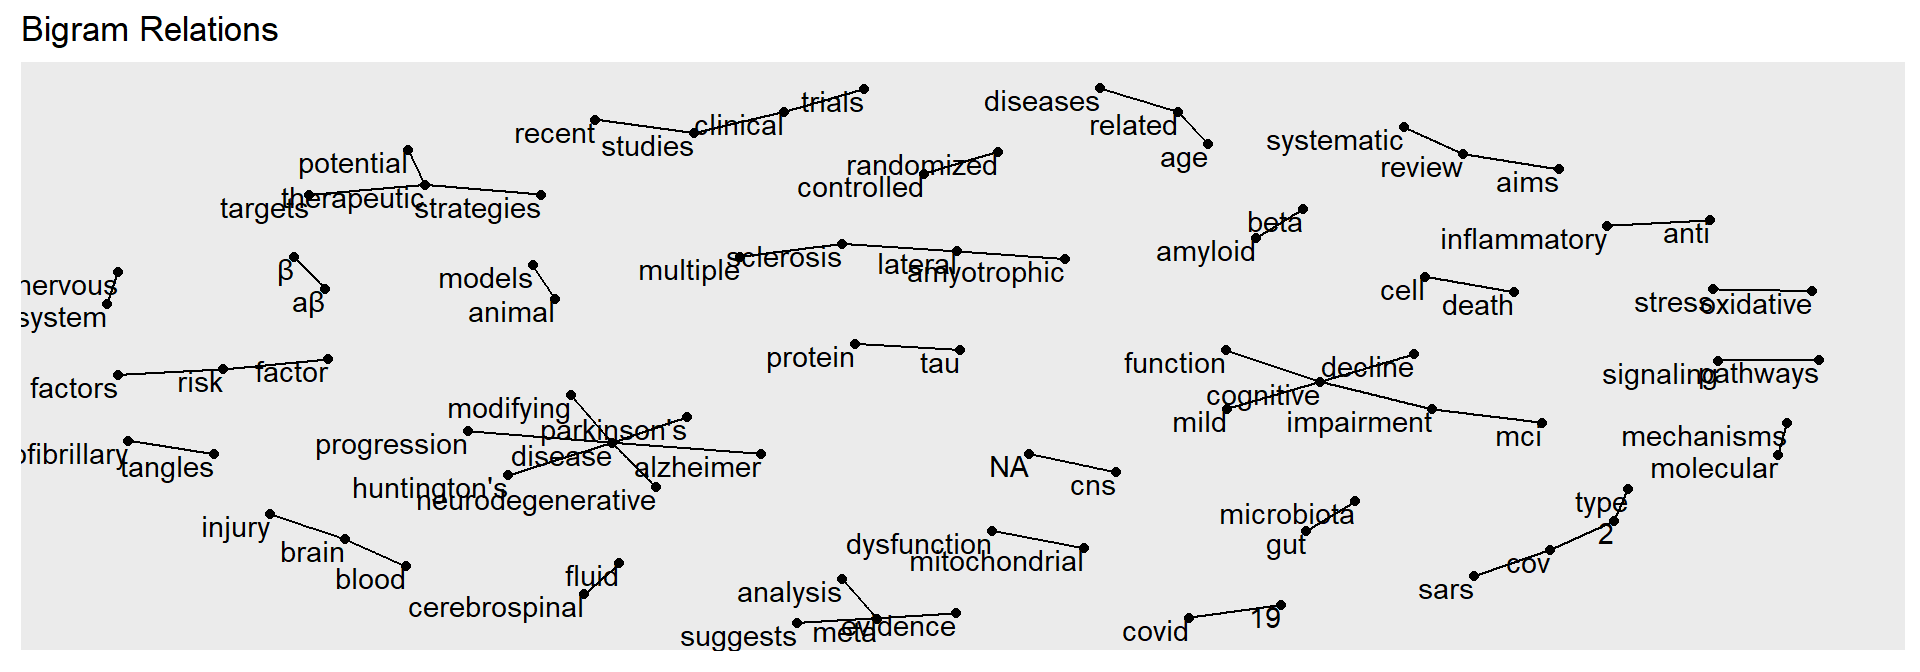 Bigram Relations
trials
diseases
clinical
related
recent
studies
systematic
age
review
aims
potential
randomized
controlled
therapeutic
targets
strategies
beta
amyloid
inflammatory
anti
β
aβ
models
animal
multiple
sclerosis
lateral
amyotrophic
nervous
system
cell
death
stress
oxidative
protein
tau
function
decline
cognitive
mild
impairment
mci
signaling
pathways
factors
risk
factor
modifying
parkinson's
progression
disease
alzheimer
huntington's
neurodegenerative
ofibrillary
tangles
NA
cns
mechanisms
molecular
type
2
cov
sars
microbiota
gut
injury
brain
blood
dysfunction
mitochondrial
fluid
cerebrospinal
analysis
suggests
meta
evidence
covid
19